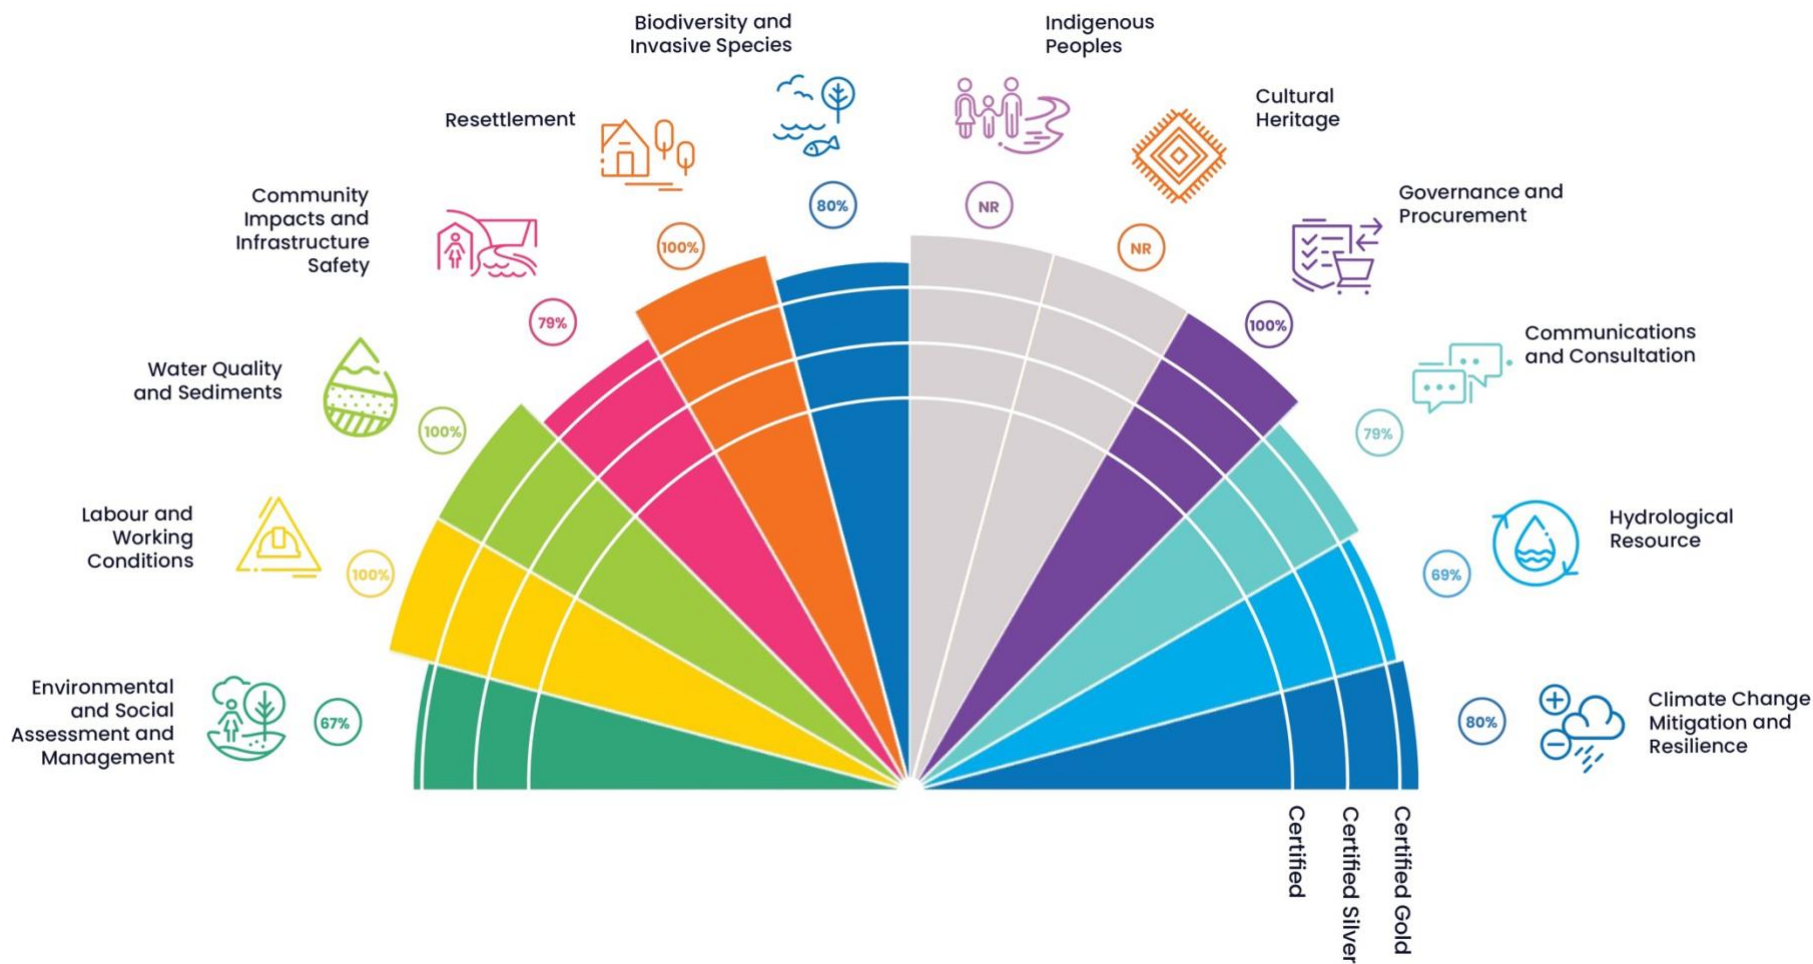 Biodiversity and
Invasive Species
80%
Indigenous
Peoples
NR
Resettlement
100%
Cultural
Heritage
NR
Community
Impacts and
Infrastructure
Safety
79%
Governance and
Procurement
100%
Water Quality
and Sediments
100%
Communications
and Consultation
79%
Labour and
Working
Conditions
100%
Hydrological
Resource
69%
Environmental
and Social
Assessment and
Management
67%
Climate Change
Mitigation and
Resilience
80%
Certified
Certified Silver
Certified Gold